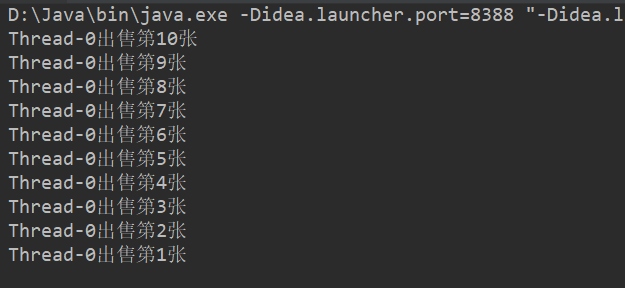 D:\Java\bin\java.exe -Didea.launcher.port=8388 "-Didea.l
Thread-0出售第10张
Thread-0出售第9张
Thread-0出售第8张
Thread-0出售第7张
Thread-0出售第6张
Thread-0出售第5张
Thread-0出售第4张
Thread-0出售第3张
Thread-0出售第2张
Thread-0出售第1张